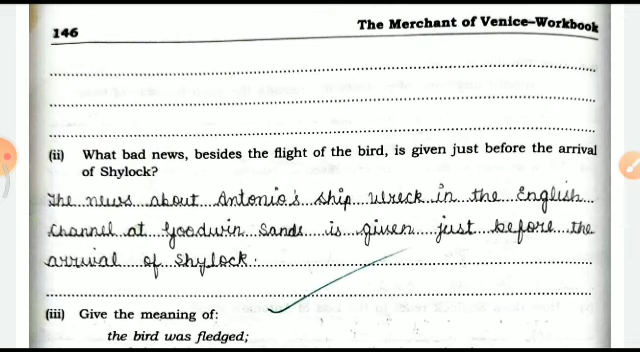 146
The Merchant of Venice–Workbook
(ii) What bad news, besides the flight of the bird, is given just before the arrival
of Shylock?
The news about Antonio's ship wreck in the English
Channel at Goodwin Sands is given just before the
arrival of Shylock.
(iii) Give the meaning of:
the bird was fledged;